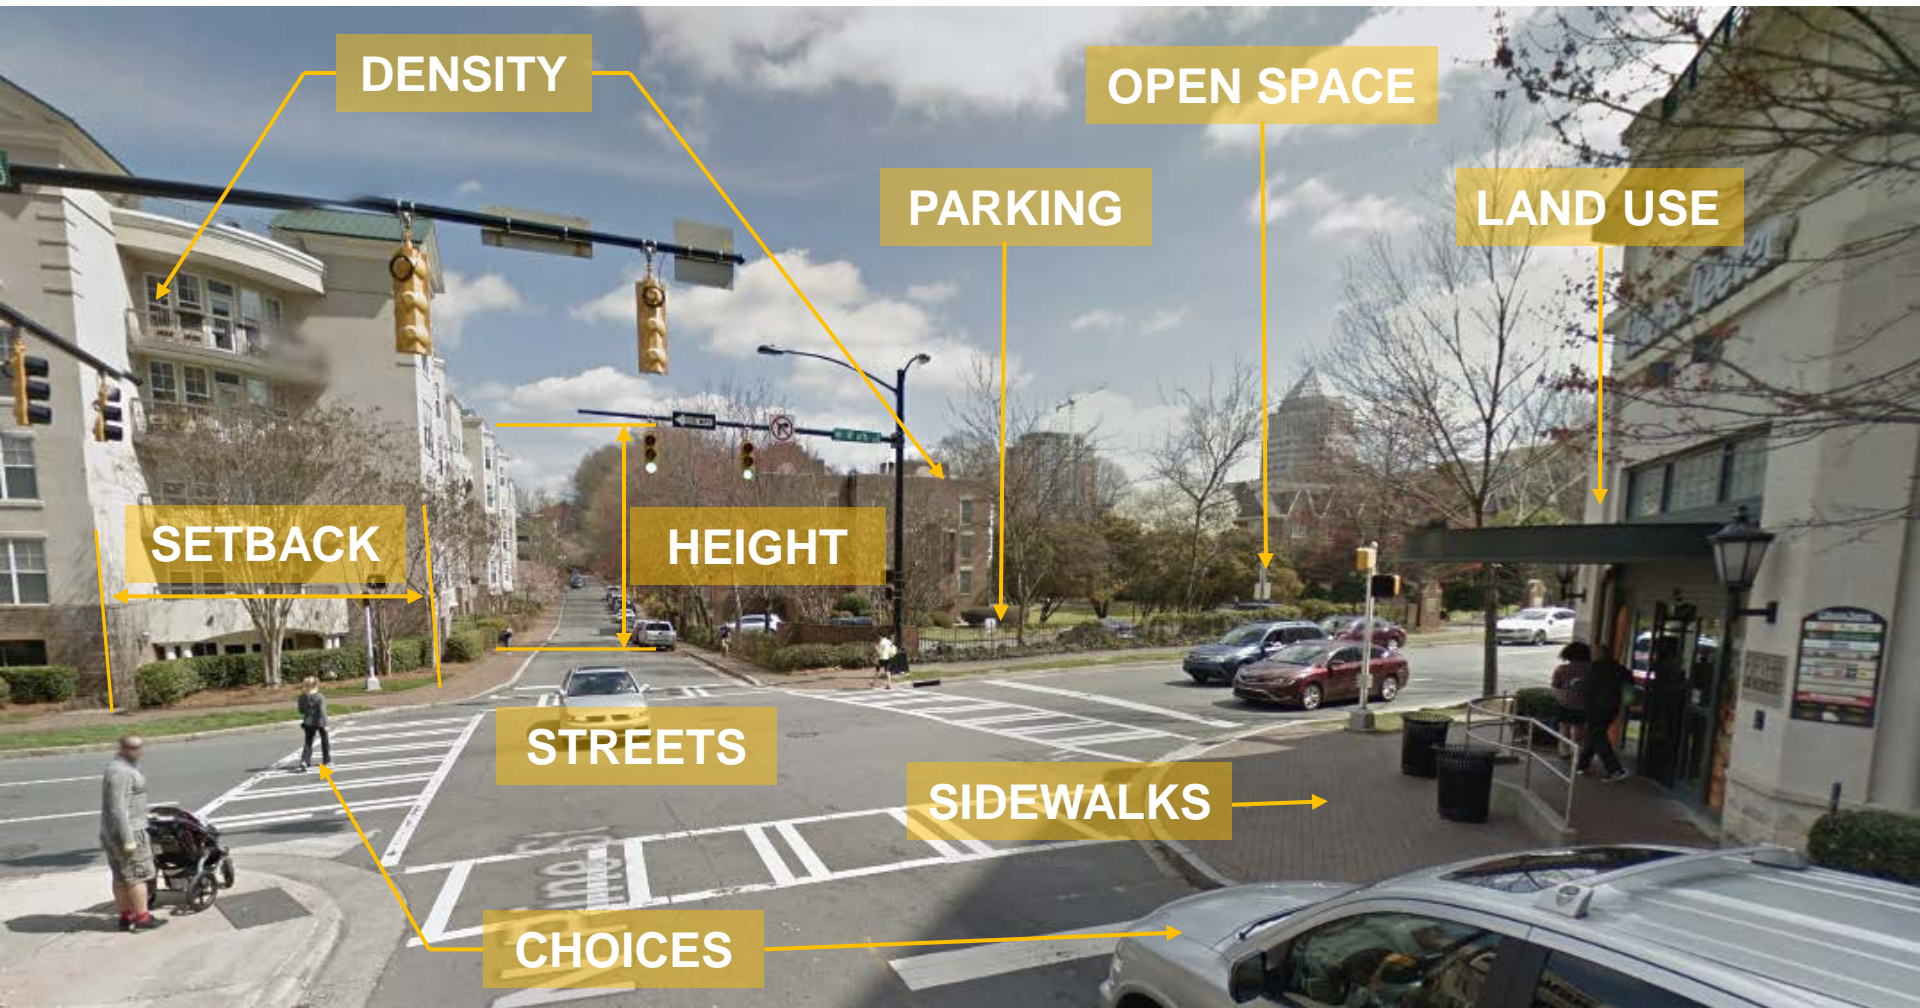 DENSITY
OPEN SPACE
PARKING
LAND USE
SETBACK
HEIGHT
STREETS
SIDEWALKS
CHOICES